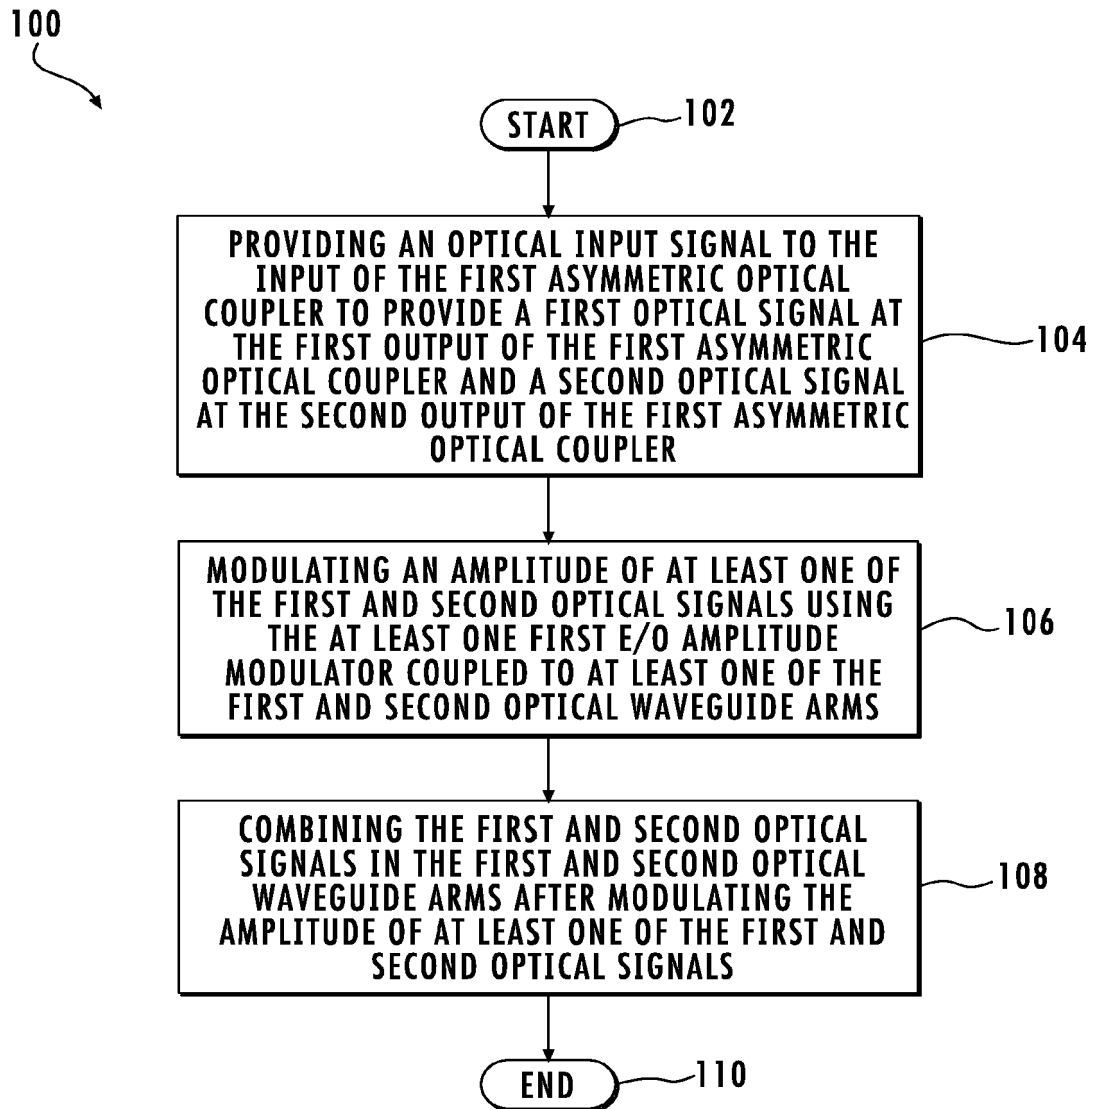 100
START
102
PROVIDING AN OPTICAL INPUT SIGNAL TO THE
INPUT OF THE FIRST ASYMMETRIC OPTICAL
COUPLER TO PROVIDE A FIRST OPTICAL SIGNAL AT
THE FIRST OUTPUT OF THE FIRST ASYMMETRIC
OPTICAL COUPLER AND A SECOND OPTICAL SIGNAL
AT THE SECOND OUTPUT OF THE FIRST ASYMMETRIC
OPTICAL COUPLER
104
MODULATING AN AMPLITUDE OF AT LEAST ONE OF
THE FIRST AND SECOND OPTICAL SIGNALS USING
THE AT LEAST ONE FIRST E/O AMPLITUDE
MODULATOR COUPLED TO AT LEAST ONE OF THE
FIRST AND SECOND OPTICAL WAVEGUIDE ARMS
106
COMBINING THE FIRST AND SECOND OPTICAL
SIGNALS IN THE FIRST AND SECOND OPTICAL
WAVEGUIDE ARMS AFTER MODULATING THE
AMPLITUDE OF AT LEAST ONE OF THE FIRST AND
SECOND OPTICAL SIGNALS
108
END
110